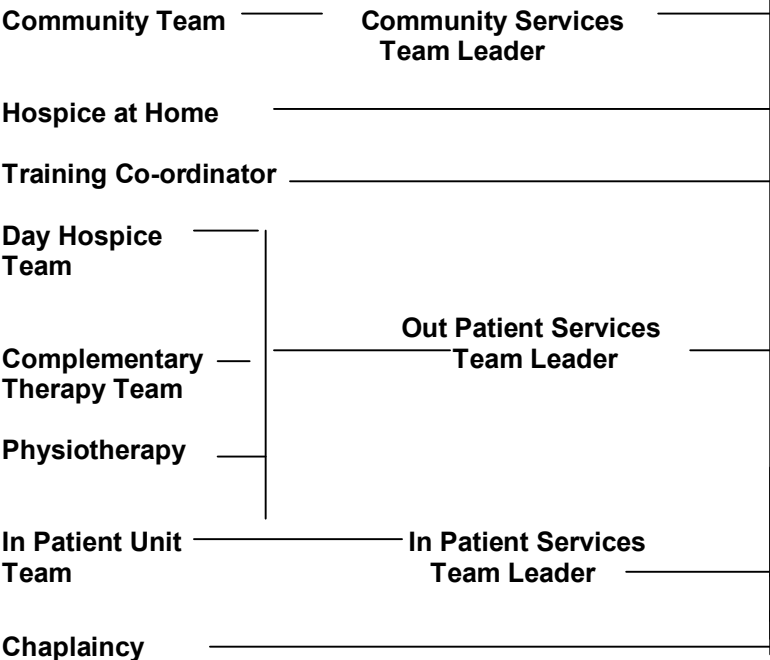 Community Team
Community Services
Team Leader
Hospice at Home
Training Co-ordinator
Day Hospice
Team
Out Patient Services
Team Leader
Complementary
Therapy Team
Physiotherapy
In Patient Unit
Team
In Patient Services
Team Leader
Chaplaincy